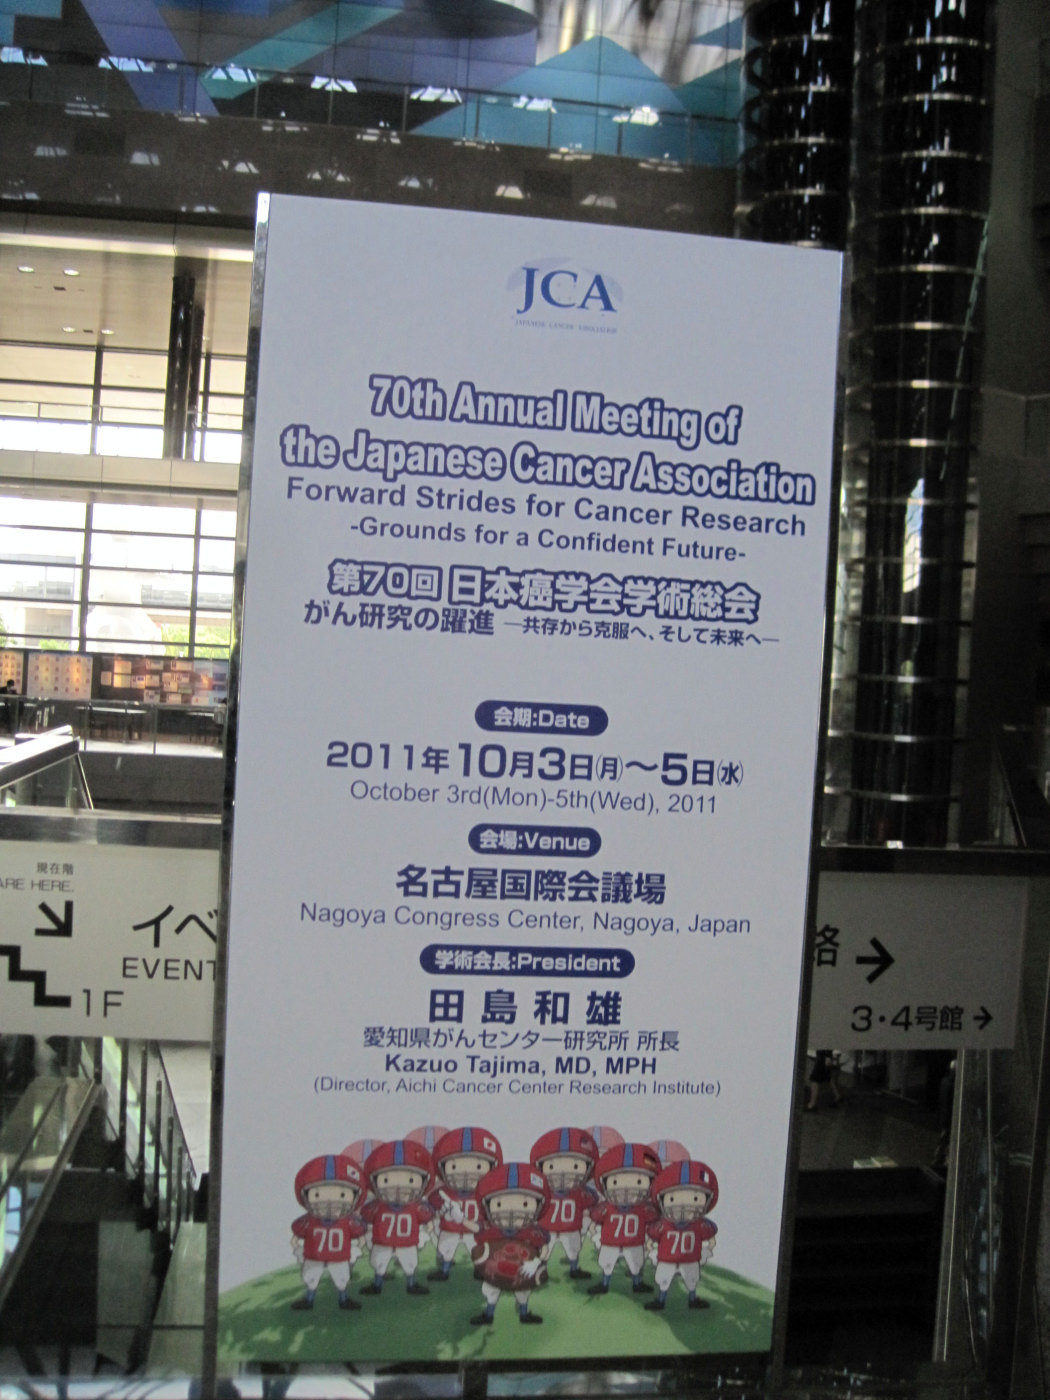 JCA
JAPANESE CANCER ASSOCIATION
70th Annual Meeting of
the Japanese Cancer Association
Forward Strides for Cancer Research
-Grounds for a Confident Future-
第70回 日本癌学会学術総会
がん研究の躍進 ―共存から克服へ、そして未来へ―
会期:Date
2011年10月3日(月)～5日(水)
October 3rd(Mon)-5th(Wed), 2011
会場:Venue
名古屋国際会議場
Nagoya Congress Center, Nagoya, Japan
学術会長:President
田島和雄
愛知県がんセンター研究所 所長
Kazuo Tajima, MD, MPH
(Director, Aichi Cancer Center Research Institute)
70
70
70
70
70
70
現在階
ARE HERE.
イベ
EVENT
1F
3・4号館